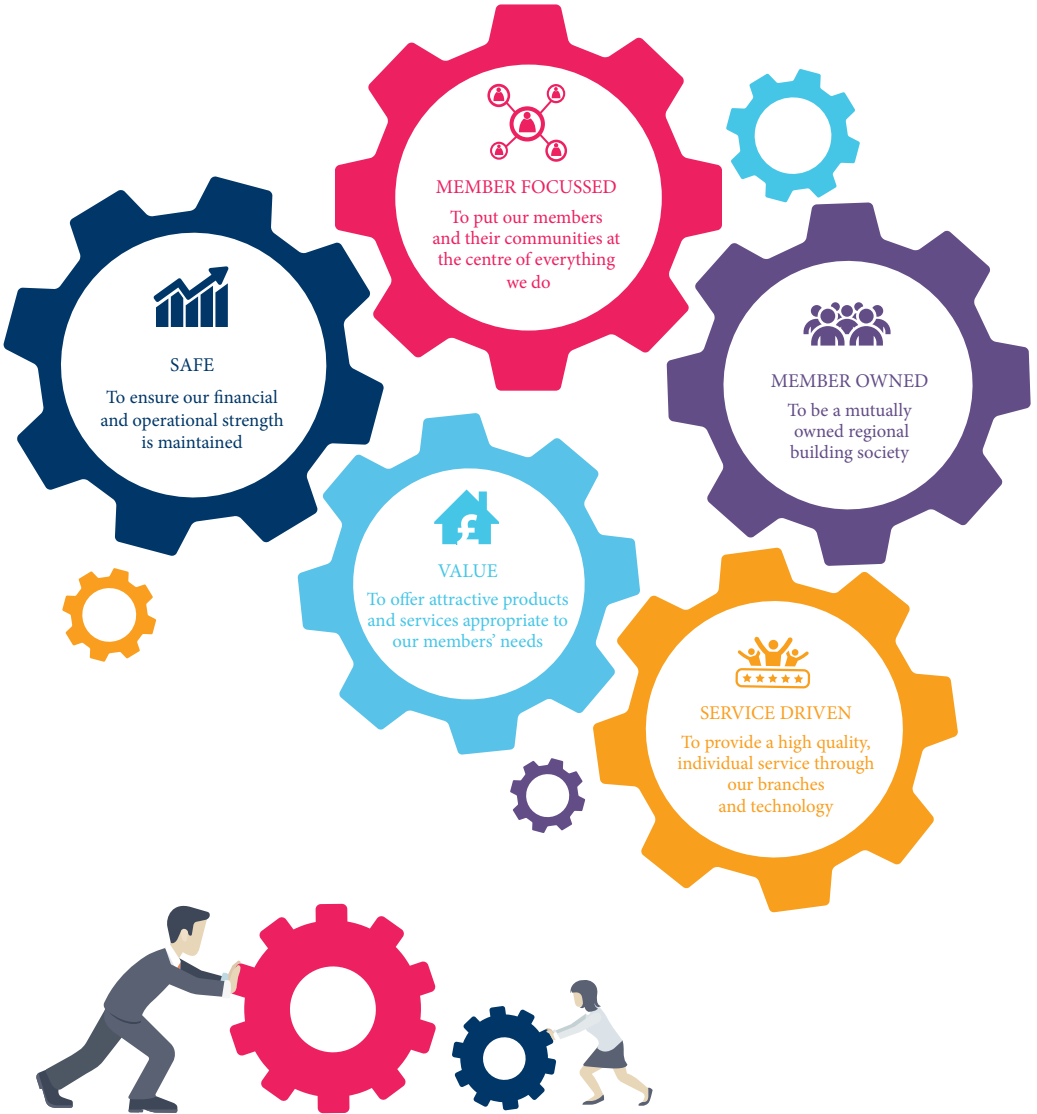 MEMBER FOCUSSED
To put our members
and their communities at
the centre of everything
we do
SAFE
To ensure our financial
and operational strength
is maintained
MEMBER OWNED
To be a mutually
owned regional
building society
£
VALUE
To offer attractive products
and services appropriate to
our members’ needs
SERVICE DRIVEN
To provide a high quality,
individual service through
our branches
and technology